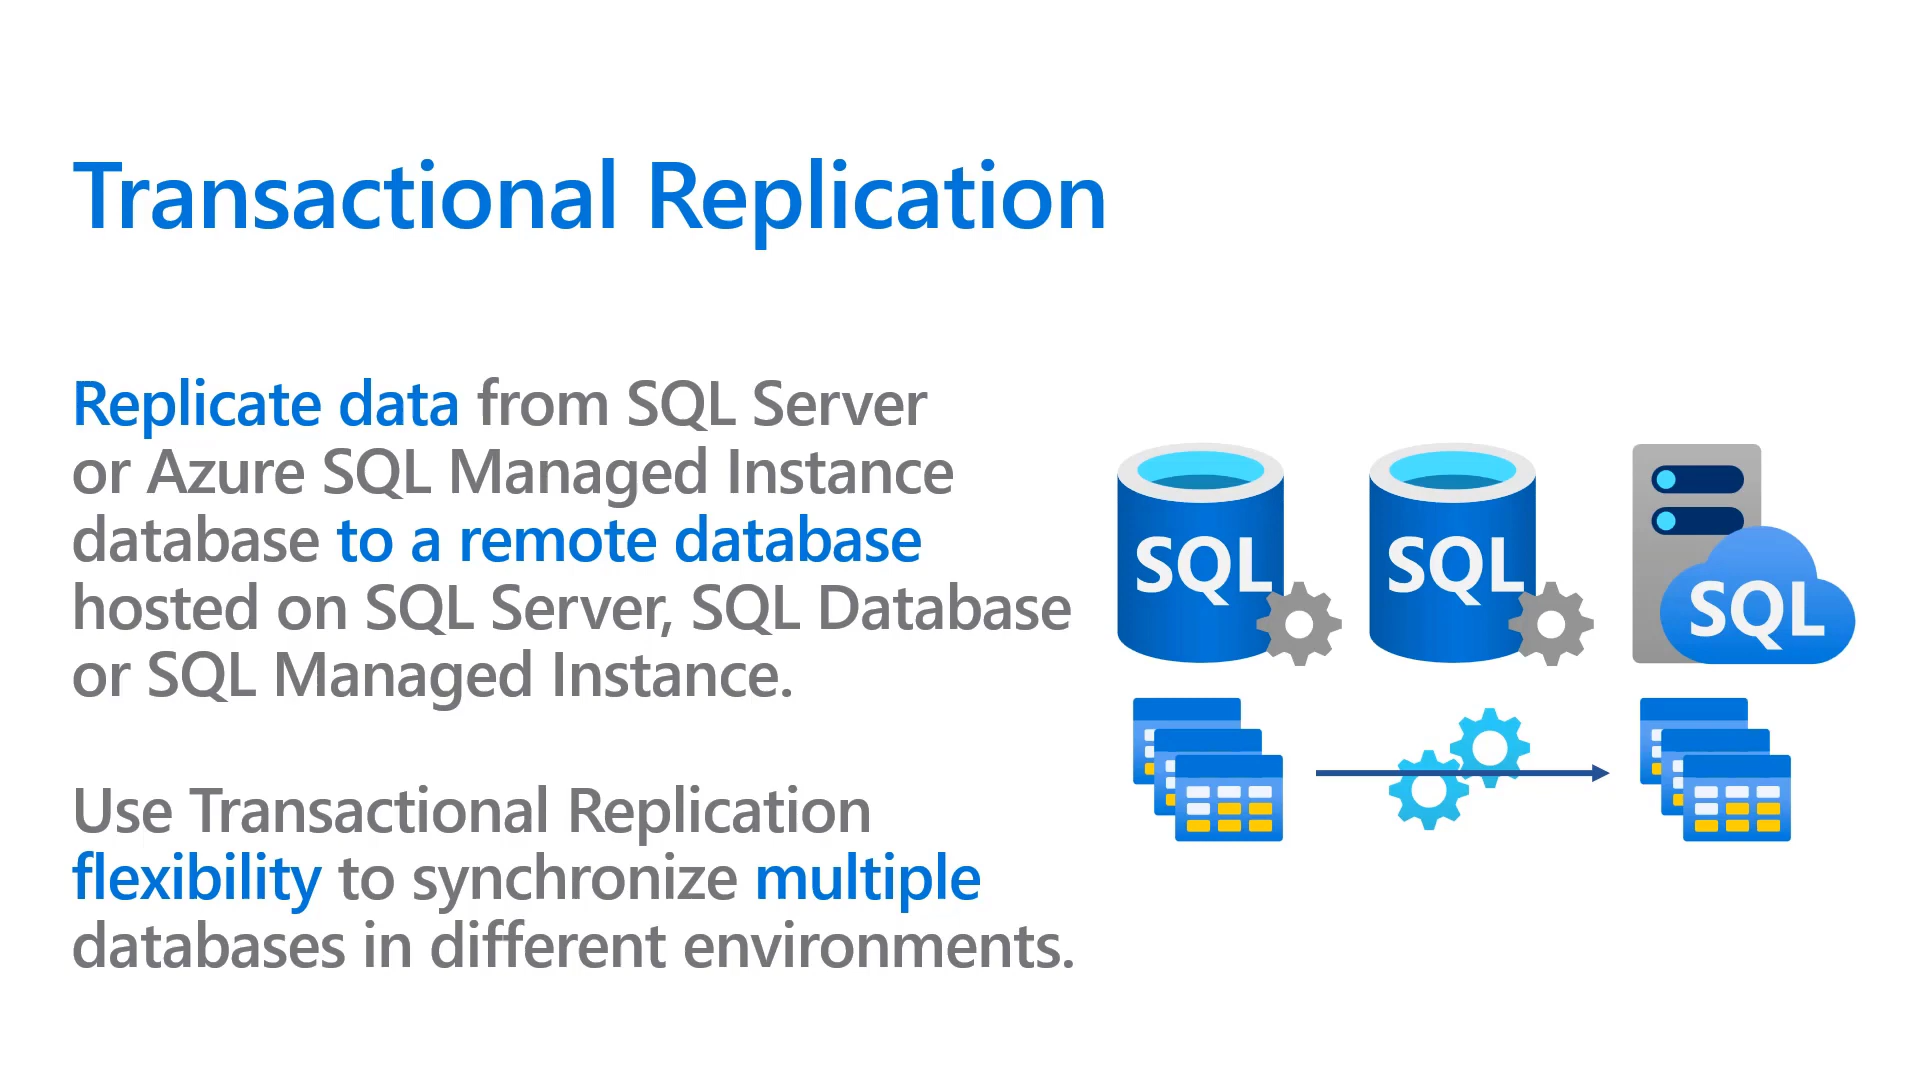 Transactional Replication
Replicate data from SQL Server
or Azure SQL Managed Instance
database to a remote database
hosted on SQL Server, SQL Database
or SQL Managed Instance.
Use Transactional Replication
flexibility to synchronize multiple
databases in different environments.
SQL
SQL
SQL